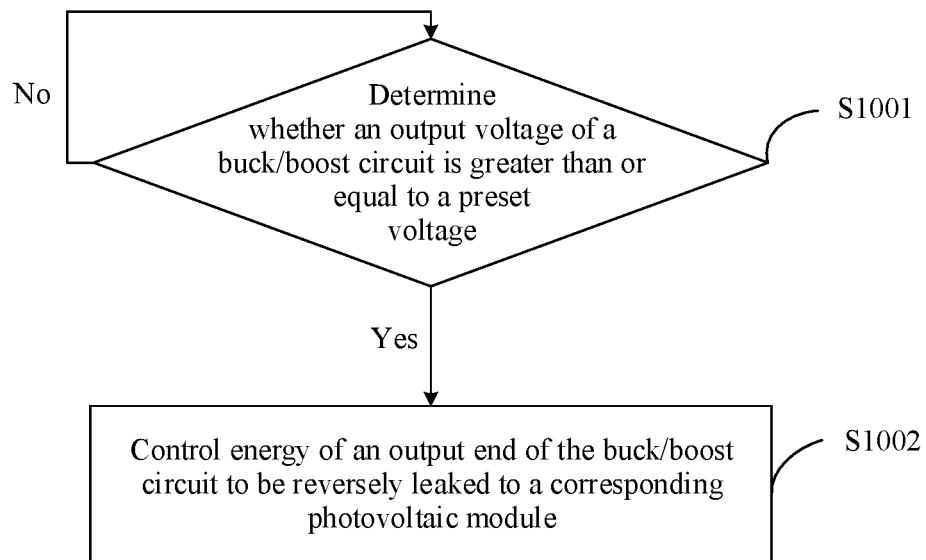 No
Determine
whether an output voltage of a
buck/boost circuit is greater than or
equal to a preset
voltage
S1001
Yes
Control energy of an output end of the buck/boost
circuit to be reversely leaked to a corresponding
photovoltaic module
S1002